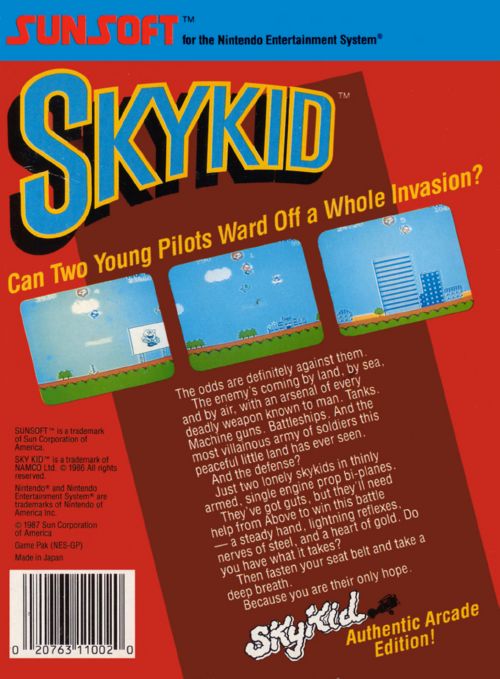 SUNSOFT™ for the Nintendo Entertainment System®
SKYKID™
Can Two Young Pilots Ward Off a Whole Invasion?
The odds are definitely against them.
The enemy's coming by land, by sea,
and by air, with an arsenal of every
deadly weapon known to man. Tanks.
Machine guns. Battleships. And the
most villainous army of soldiers this
peaceful little land has ever seen.
And the defense?
Just two lonely skykids in thinly
armed, single engine prop bi-planes.
They've got guts, but they'll need
help from Above to win this battle
— a steady hand, lightning reflexes,
nerves of steel, and a heart of gold. Do
you have what it takes?
Then fasten your seat belt and take a
deep breath.
Because you are their only hope.
SUNSOFT™ is a trademark
of Sun Corporation of
America.
SKY KID™ is a trademark of
NAMCO Ltd. © 1986 All rights
reserved.
Nintendo® and Nintendo
Entertainment System® are
trademarks of Nintendo of
America Inc.
© 1987 Sun Corporation
of America
Game Pak (NES-GP)
Made in Japan
0 20763 11002 0
Sky Kid
Authentic Arcade
Edition!